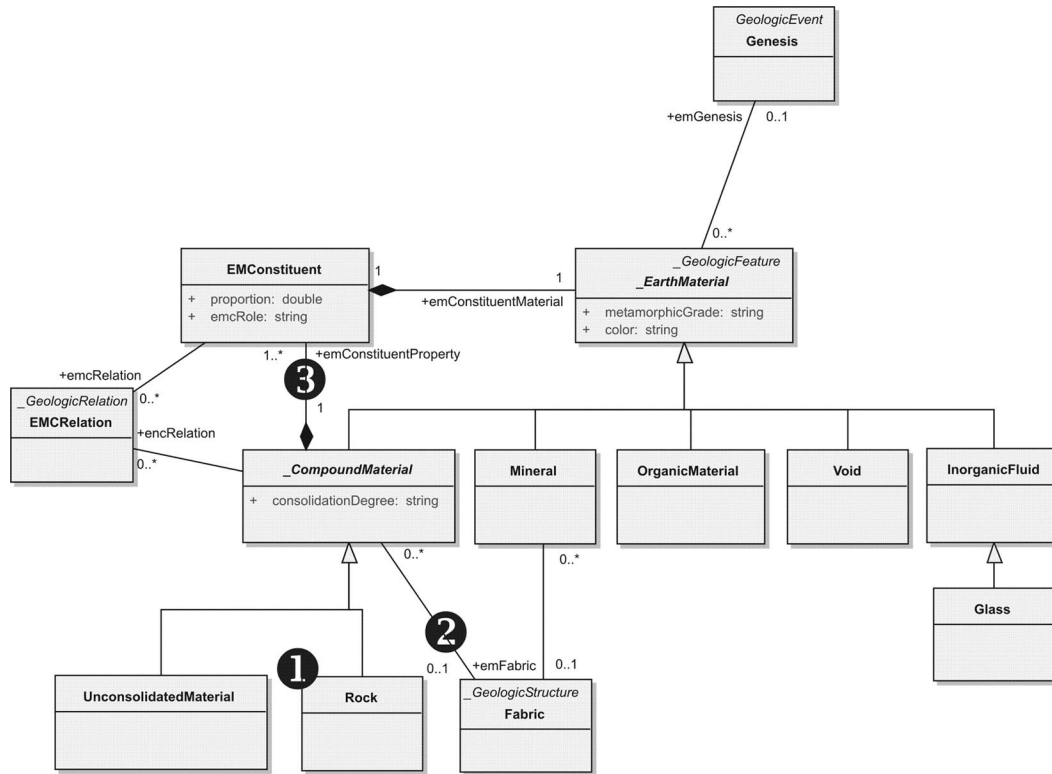 GeologicEvent
Genesis
+emGenesis
0..1
0..*
EMConstituent
+ proportion: double
+ emcRole: string
1
1
+emConstituentMaterial
_GeologicFeature
_EarthMaterial
+ metamorphicGrade: string
+ color: string
1..*
+emConstituentProperty
3
1
+emcRelation
0..*
_GeologicRelation
EMCRelation
+encRelation
0..*
_CompoundMaterial
+ consolidationDegree: string
Mineral
OrganicMaterial
Void
InorganicFluid
0..*
0..*
Glass
2
0..1
+emFabric
0..1
1
UnconsolidatedMaterial
Rock
_GeologicStructure
Fabric